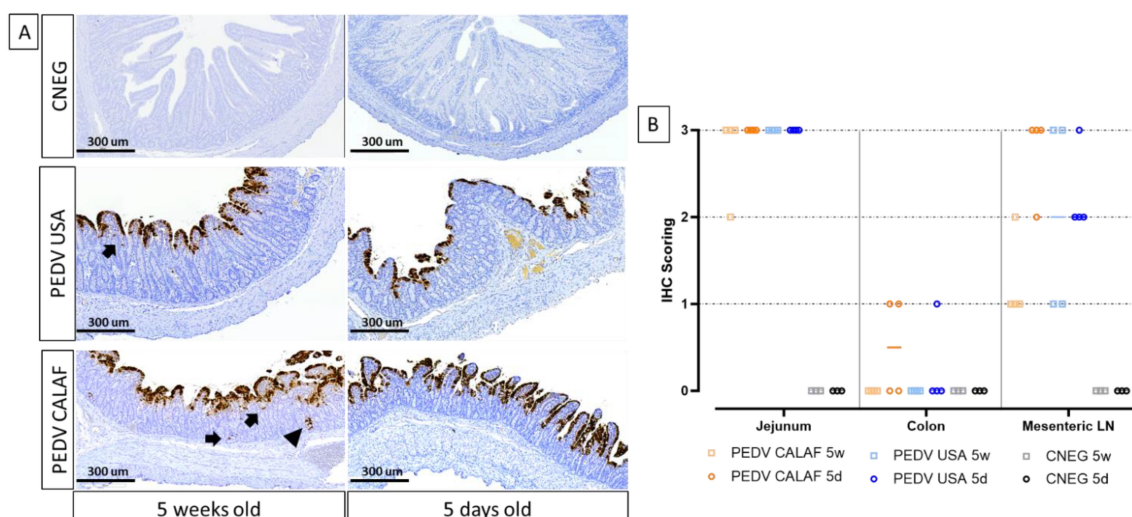 A
CNEG
300 um
300 um
PEDV USA
300 um
300 um
PEDV CALAF
300 um
300 um
5 weeks old
5 days old
B
IHC Scoring
3
2
1
0
Jejunum
Colon
Mesenteric LN
PEDV CALAF 5w
PEDV USA 5w
CNEG 5w
PEDV CALAF 5d
PEDV USA 5d
CNEG 5d